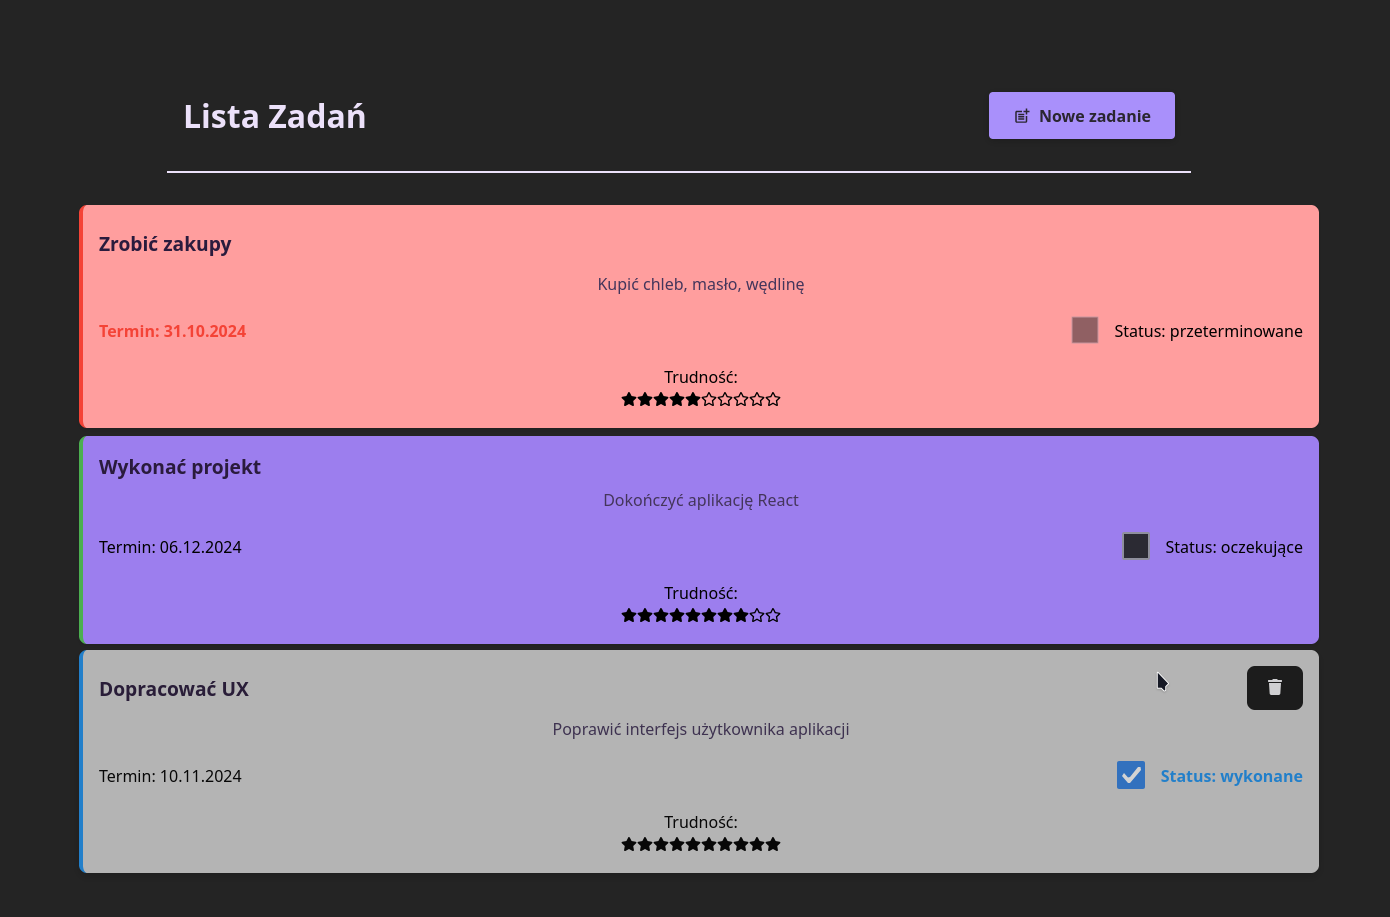 Lista Zadań
Nowe zadanie
Zrobić zakupy
Kupić chleb, masło, wędlinę
Termin: 31.10.2024
Status: przeterminowane
Trudność:
Wykonać projekt
Dokończyć aplikację React
Termin: 06.12.2024
Status: oczekujące
Trudność:
Dopracować UX
Poprawić interfejs użytkownika aplikacji
Termin: 10.11.2024
Status: wykonane
Trudność: